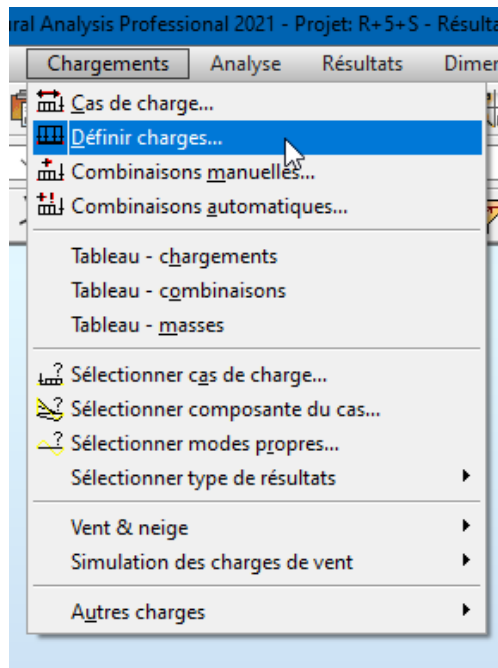 ral Analysis Professional 2021 - Projet: R+5+S - Résulta
Chargements Analyse Résultats Dimer
Cas de charge...
Définir charges...
Combinaisons manuelles...
Combinaisons automatiques...
Tableau - chargements
Tableau - combinaisons
Tableau - masses
Sélectionner cas de charge...
Sélectionner composante du cas...
Sélectionner modes propres...
Sélectionner type de résultats
Vent & neige
Simulation des charges de vent
Autres charges